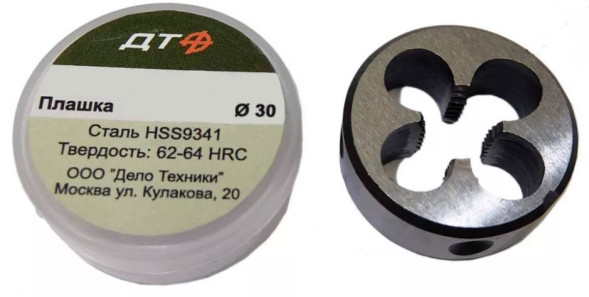 ДТ
Плашка Ø 30
Сталь HSS9341
Твердость: 62-64 HRC
ООО "Дело Техники"
Москва ул. Кулакова, 20